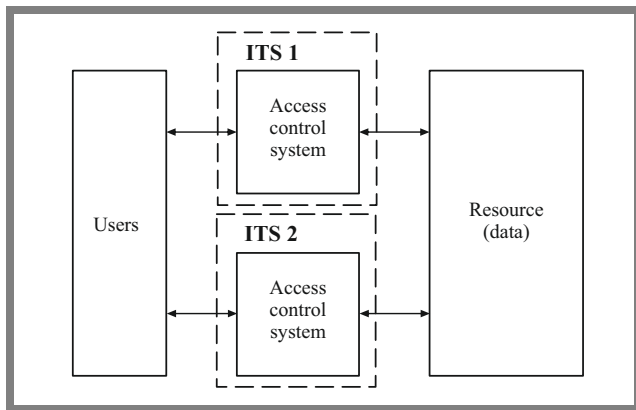 ITS 1
Access
control
system
Users
Resource
(data)
ITS 2
Access
control
system